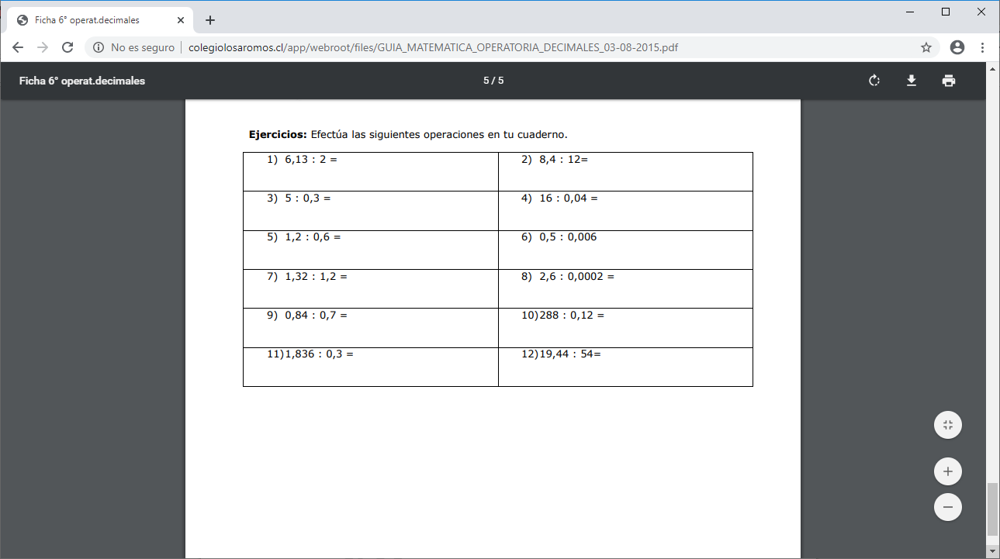 Ficha 6° operat.decimales
No es seguro | colegiolosaromos.cl/app/webroot/files/GUIA_MATEMATICA_OPERATORIA_DECIMALES_03-08-2015.pdf
Ficha 6° operat.decimales 5 / 5
Ejercicios: Efectúa las siguientes operaciones en tu cuaderno.
1) 6,13 : 2 = 2) 8,4 : 12=
3) 5 : 0,3 = 4) 16 : 0,04 =
5) 1,2 : 0,6 = 6) 0,5 : 0,006
7) 1,32 : 1,2 = 8) 2,6 : 0,0002 =
9) 0,84 : 0,7 = 10)288 : 0,12 =
11)1,836 : 0,3 = 12)19,44 : 54=